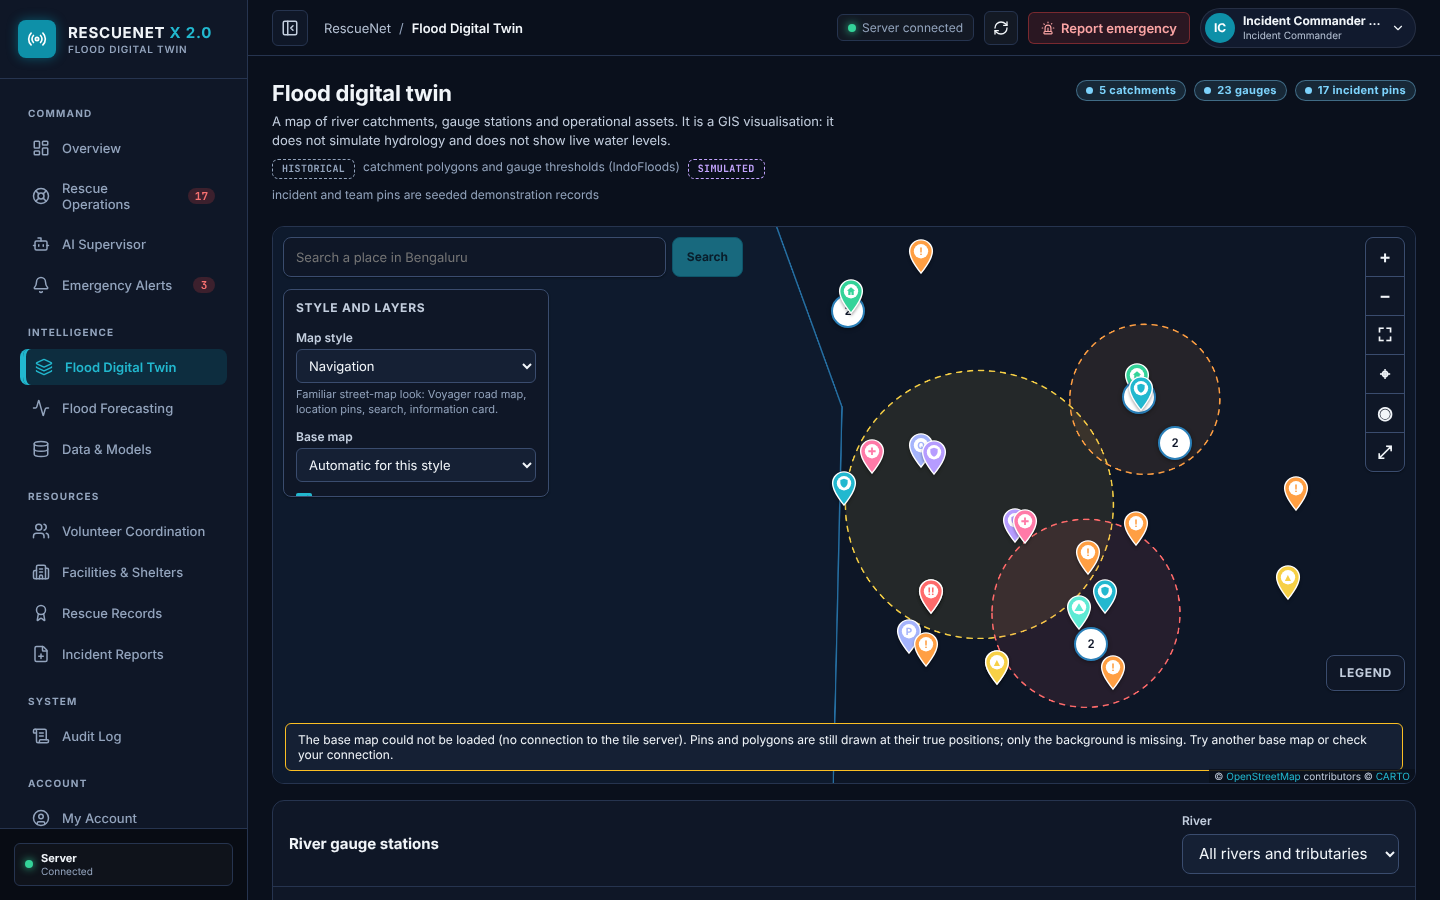 RESCUENET X 2.0
FLOOD DIGITAL TWIN
COMMAND
Overview
Rescue
Operations
17
AI Supervisor
Emergency Alerts
3
INTELLIGENCE
Flood Digital Twin
Flood Forecasting
Data & Models
RESOURCES
Volunteer Coordination
Facilities & Shelters
Rescue Records
Incident Reports
SYSTEM
Audit Log
ACCOUNT
My Account
Server
Connected
RescueNet / Flood Digital Twin
Server connected
Report emergency
IC
Incident Commander ...
Incident Commander
Flood digital twin
5 catchments
23 gauges
17 incident pins
A map of river catchments, gauge stations and operational assets. It is a GIS visualisation: it
does not simulate hydrology and does not show live water levels.
HISTORICAL catchment polygons and gauge thresholds (IndoFloods) SIMULATED
incident and team pins are seeded demonstration records
Search a place in Bengaluru
Search
STYLE AND LAYERS
Map style
Navigation
Familiar street-map look: Voyager road map,
location pins, search, information card.
Base map
Automatic for this style
2
2
P
LEGEND
The base map could not be loaded (no connection to the tile server). Pins and polygons are still drawn at their true positions; only the background is missing. Try another base map or check
your connection.
© OpenStreetMap contributors © CARTO
River gauge stations
River
All rivers and tributaries